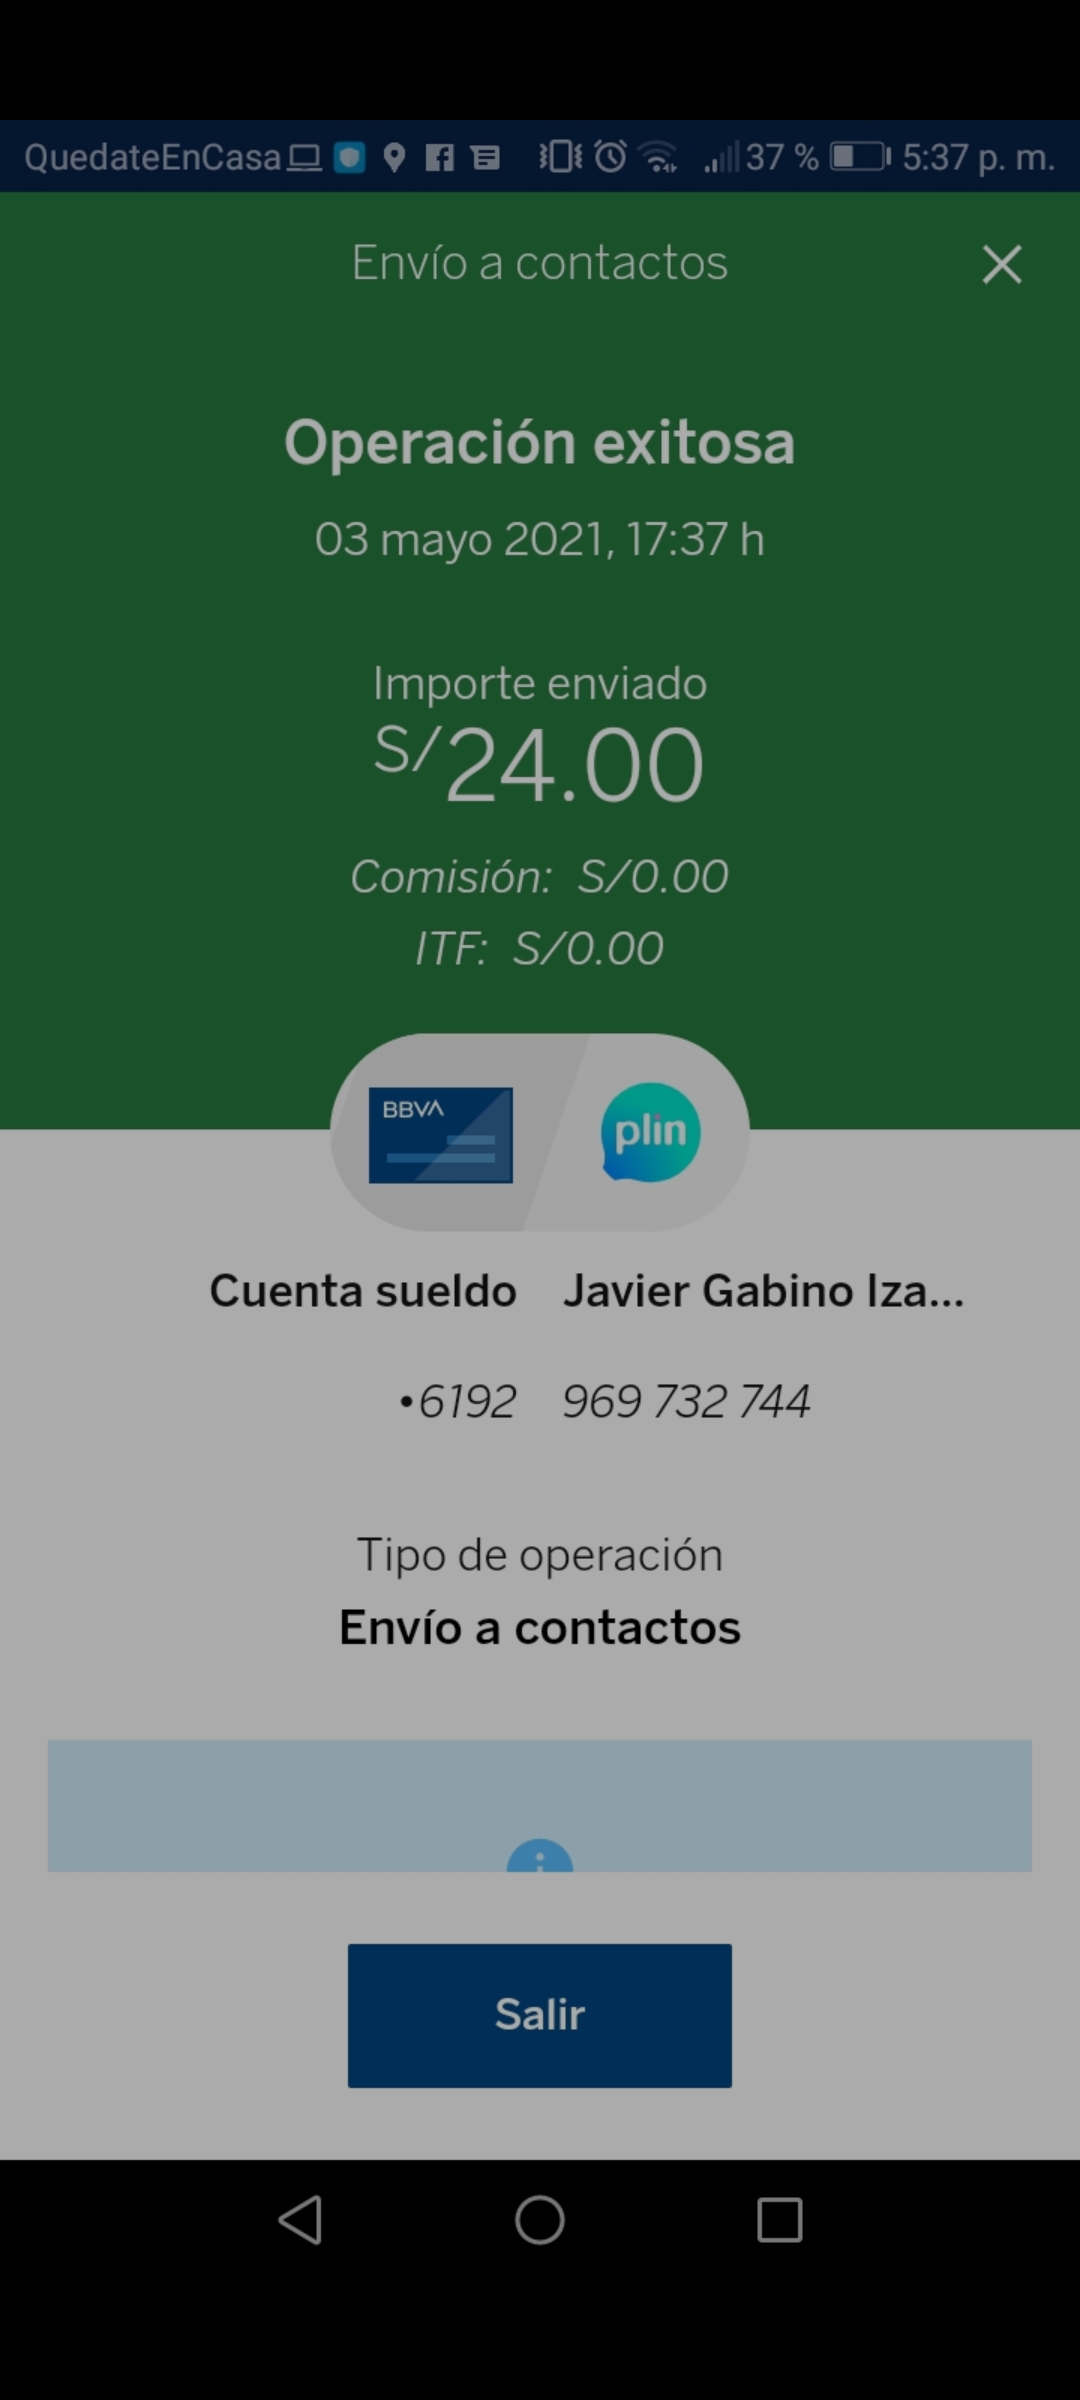 QuedateEnCasa 37 % 5:37 p. m.
Envío a contactos
Operación exitosa
03 mayo 2021, 17:37 h
Importe enviado
S/24.00
Comisión: S/0.00
ITF: S/0.00
BBVA plin
Cuenta sueldo Javier Gabino Iza...
•6192 969 732 744
Tipo de operación
Envío a contactos
Salir